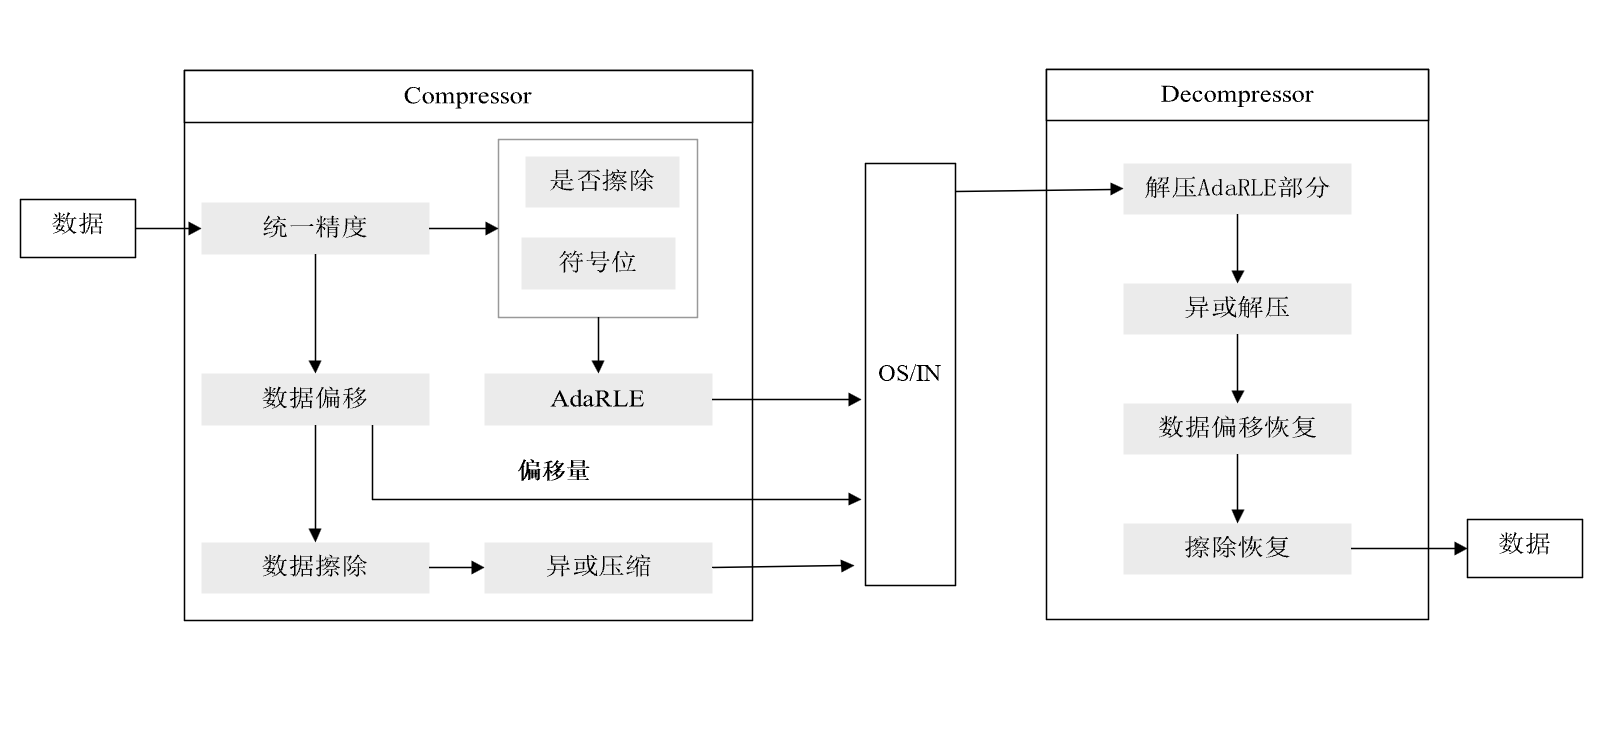 Compressor
数据
统一精度
是否擦除
符号位
数据偏移
AdaRLE
偏移量
数据擦除
异或压缩
OS/IN
Decompressor
解压AdaRLE部分
异或解压
数据偏移恢复
擦除恢复
数据